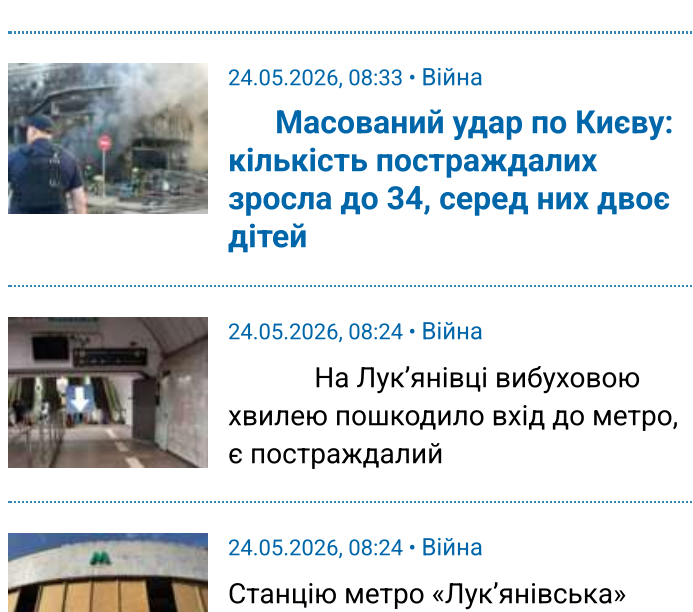 24.05.2026, 08:33 • Війна
Масований удар по Києву:
кількість постраждалих
зросла до 34, серед них двоє
дітей
24.05.2026, 08:24 • Війна
На Лук’янівці вибуховою
хвилею пошкодило вхід до метро,
є постраждалий
24.05.2026, 08:24 • Війна
Станцію метро «Лук’янівська»